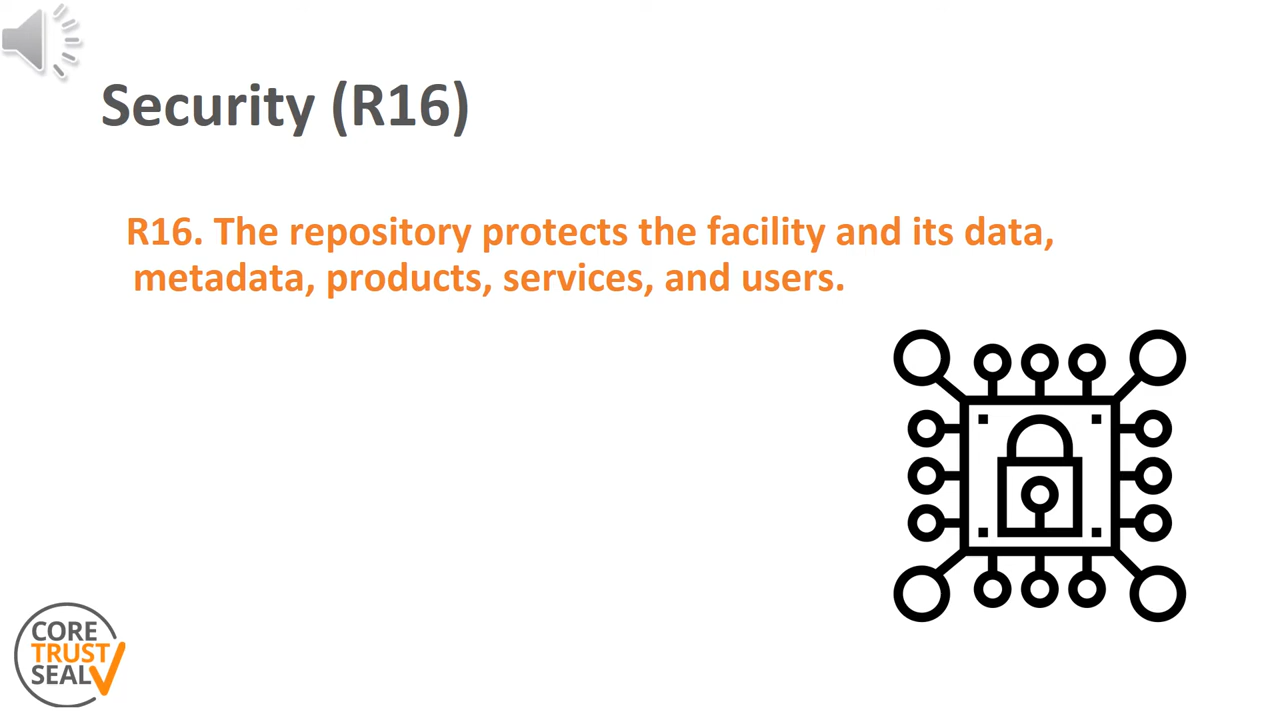 Security (R16)
R16. The repository protects the facility and its data,
metadata, products, services, and users.
CORE
TRUST
SEAL